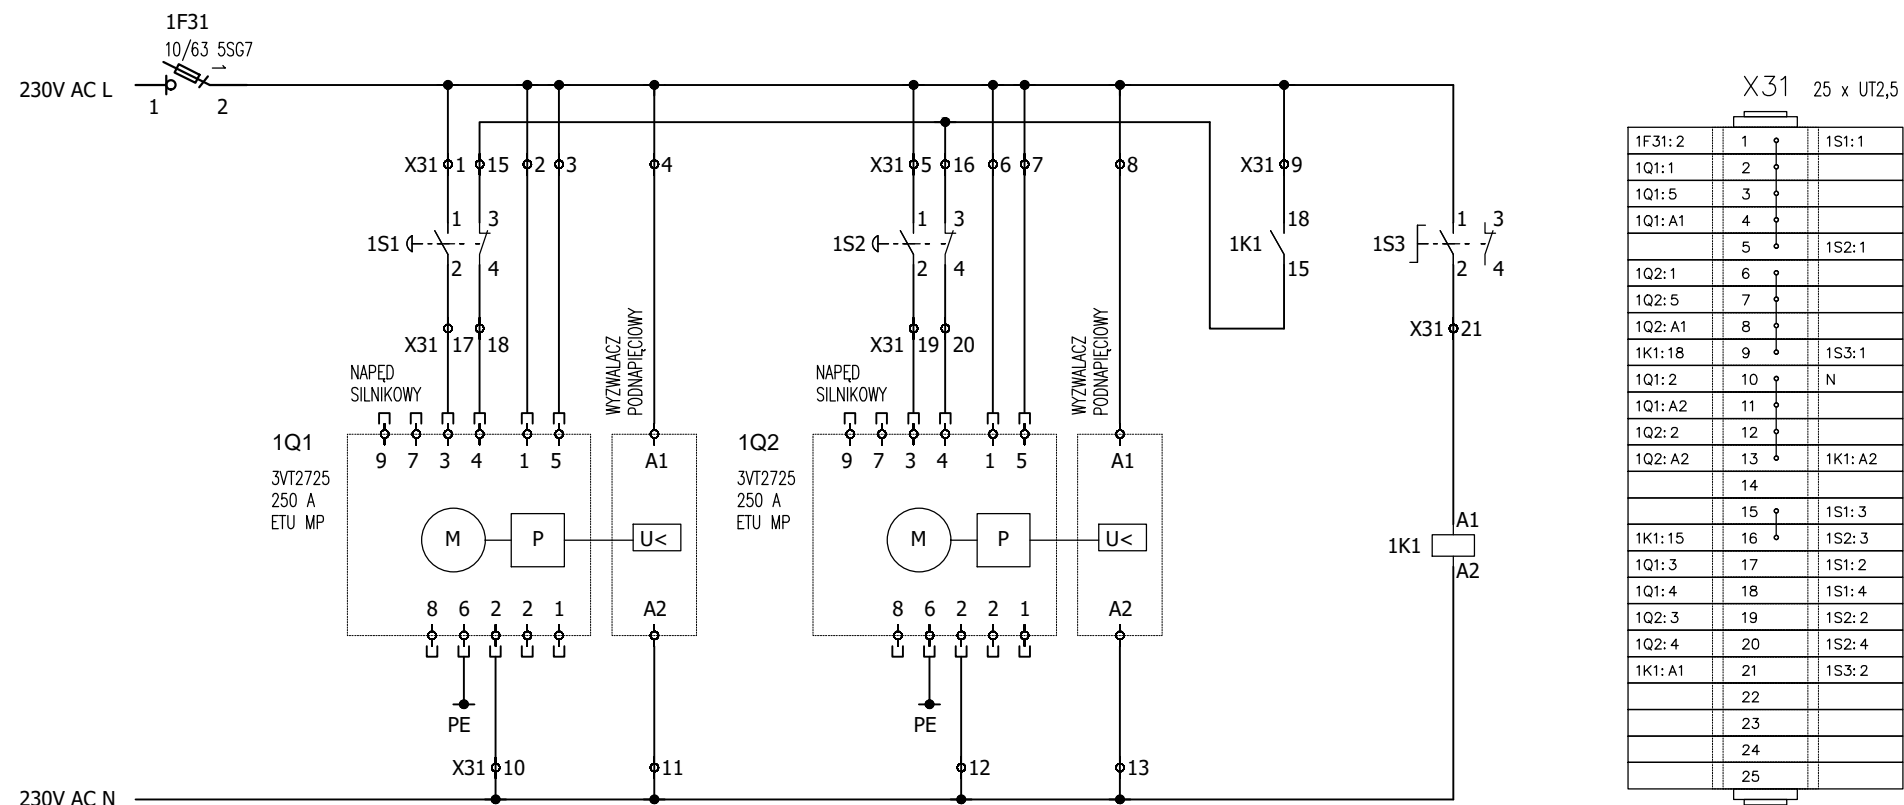 1F31
10/63 5SG7
230V AC L
1 2
X31 1 15 2 3 4 X31 5 16 6 7 8 X31 9
1 3 1 3 18 1 3
1S1 1S2 1K1 1S3
2 4 2 4 15 2 4
X31 17 18 X31 19 20 X31 21
NAPĘD
SILNIKOWY
WYZWALACZ
PODNAPIĘCIOWY
NAPĘD
SILNIKOWY
WYZWALACZ
PODNAPIĘCIOWY
1Q1
3VT2725
250 A
ETU MP
9 7 3 4 1 5 A1
M P U<
8 6 2 2 1 A2
PE
1Q2
3VT2725
250 A
ETU MP
9 7 3 4 1 5 A1
M P U<
8 6 2 2 1 A2
PE
A1
1K1
A2
X31 10 11 12 13
230V AC N
X31 25 x UT2,5
1F31:2 1 1S1:1
1Q1:1 2
1Q1:5 3
1Q1:A1 4
5 1S2:1
1Q2:1 6
1Q2:5 7
1Q2:A1 8
1K1:18 9 1S3:1
1Q1:2 10 N
1Q1:A2 11
1Q2:2 12
1Q2:A2 13 1K1:A2
14
15 1S1:3
1K1:15 16 1S2:3
1Q1:3 17 1S1:2
1Q1:4 18 1S1:4
1Q2:3 19 1S2:2
1Q2:4 20 1S2:4
1K1:A1 21 1S3:2
22
23
24
25